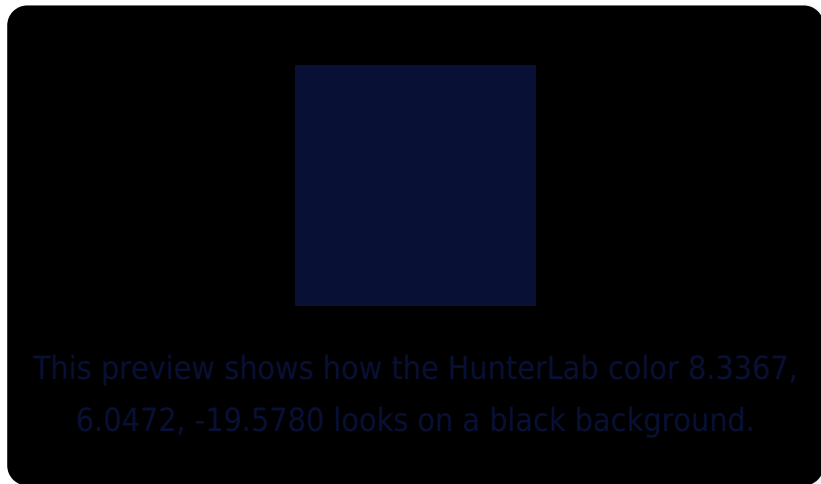 This preview shows how the HunterLab color 8.3367,
6.0472, -19.5780 looks on a black background.